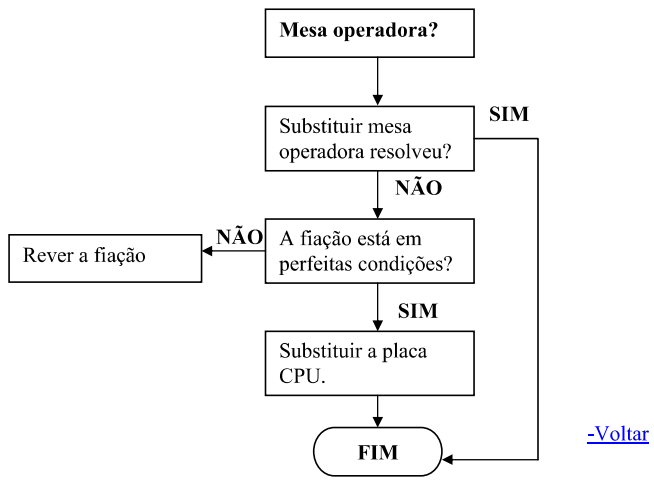 Mesa operadora?
Substituir mesa
operadora resolveu?
SIM
NÃO
A fiação está em
perfeitas condições?
NÃO
Rever a fiação
SIM
Substituir a placa
CPU.
FIM
-Voltar